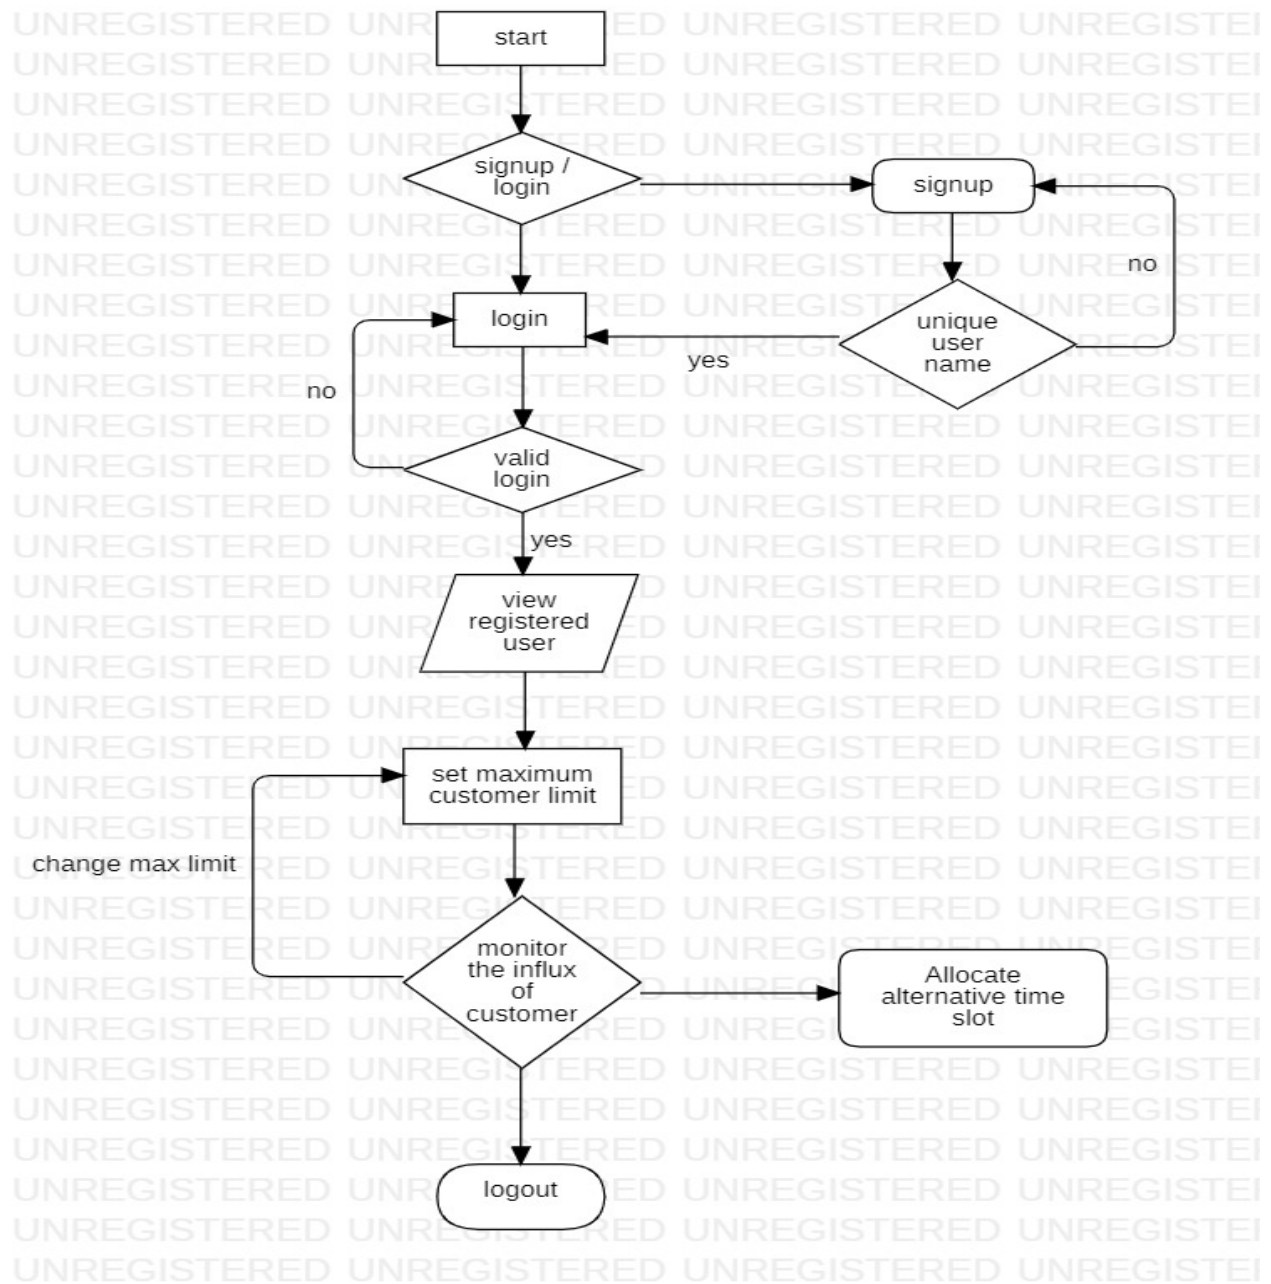 start
signup /
login
signup
no
unique
user
name
login
yes
no
valid
login
yes
view
registered
user
set maximum
customer limit
change max limit
monitor
the influx
of
customer
Allocate
alternative time
slot
logout
UNREGISTERED